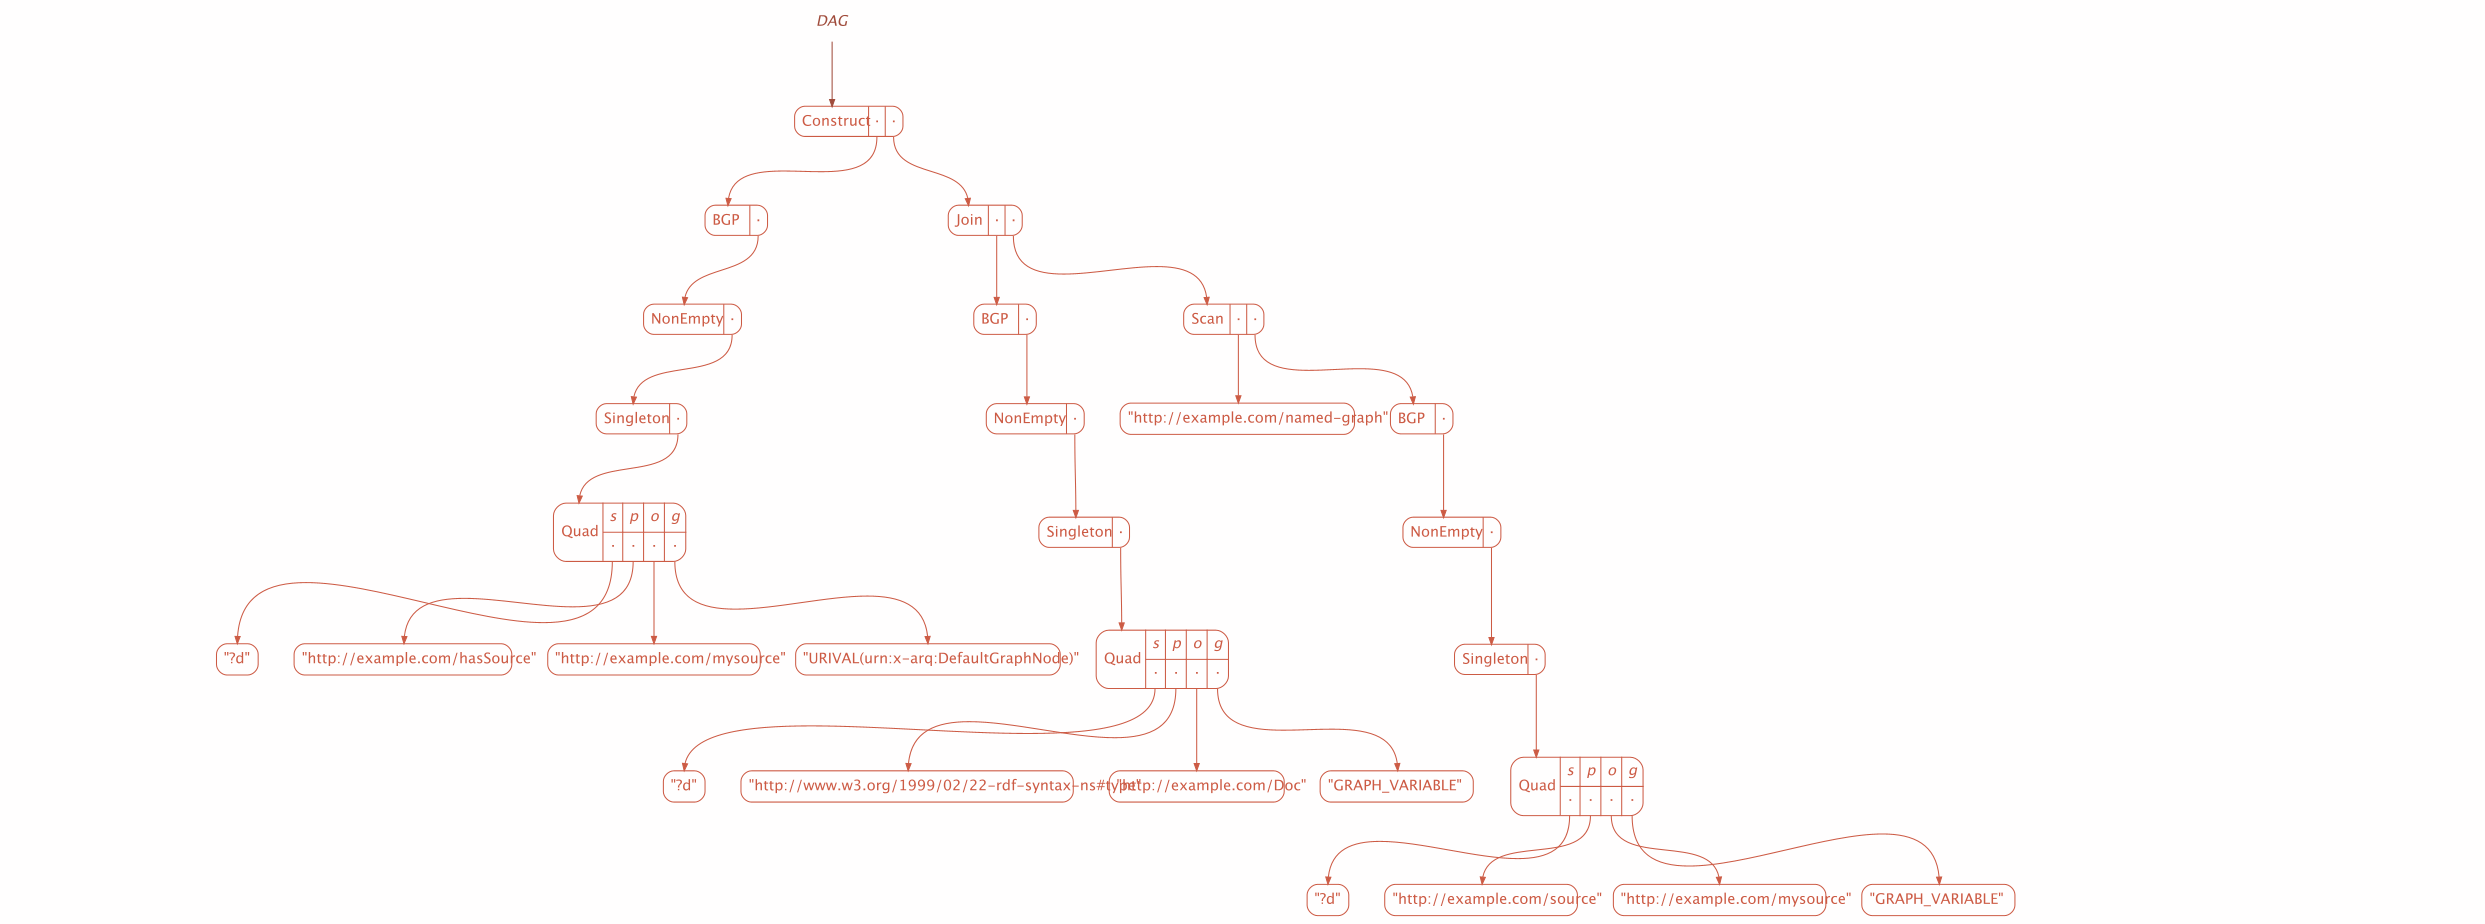 DAG
Construct · ·
BGP ·
Join · ·
NonEmpty ·
BGP ·
Scan · ·
Singleton ·
NonEmpty ·
"http://example.com/named-graph"
BGP ·
Quad s p o g
· · · ·
Singleton ·
NonEmpty ·
"?d"
"http://example.com/hasSource"
"http://example.com/mysource"
"URIVAL(urn:x-arq:DefaultGraphNode)"
Quad s p o g
· · · ·
Singleton ·
"?d"
"http://www.w3.org/1999/02/22-rdf-syntax-ns#type"
"http://example.com/Doc"
"GRAPH_VARIABLE"
Quad s p o g
· · · ·
"?d"
"http://example.com/source"
"http://example.com/mysource"
"GRAPH_VARIABLE"